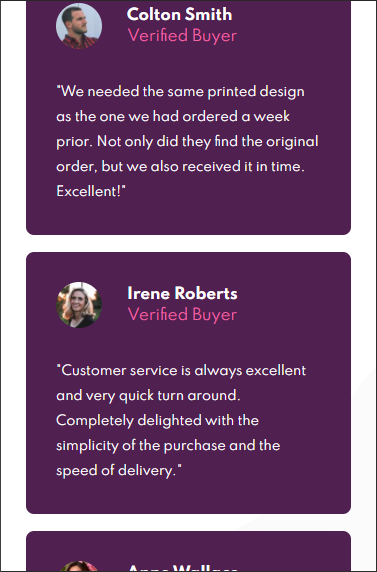 Colton Smith
Verified Buyer
"We needed the same printed design
as the one we had ordered a week
prior. Not only did they find the original
order, but we also received it in time.
Excellent!"
Irene Roberts
Verified Buyer
"Customer service is always excellent
and very quick turn around.
Completely delighted with the
simplicity of the purchase and the
speed of delivery."
Anne Wallace